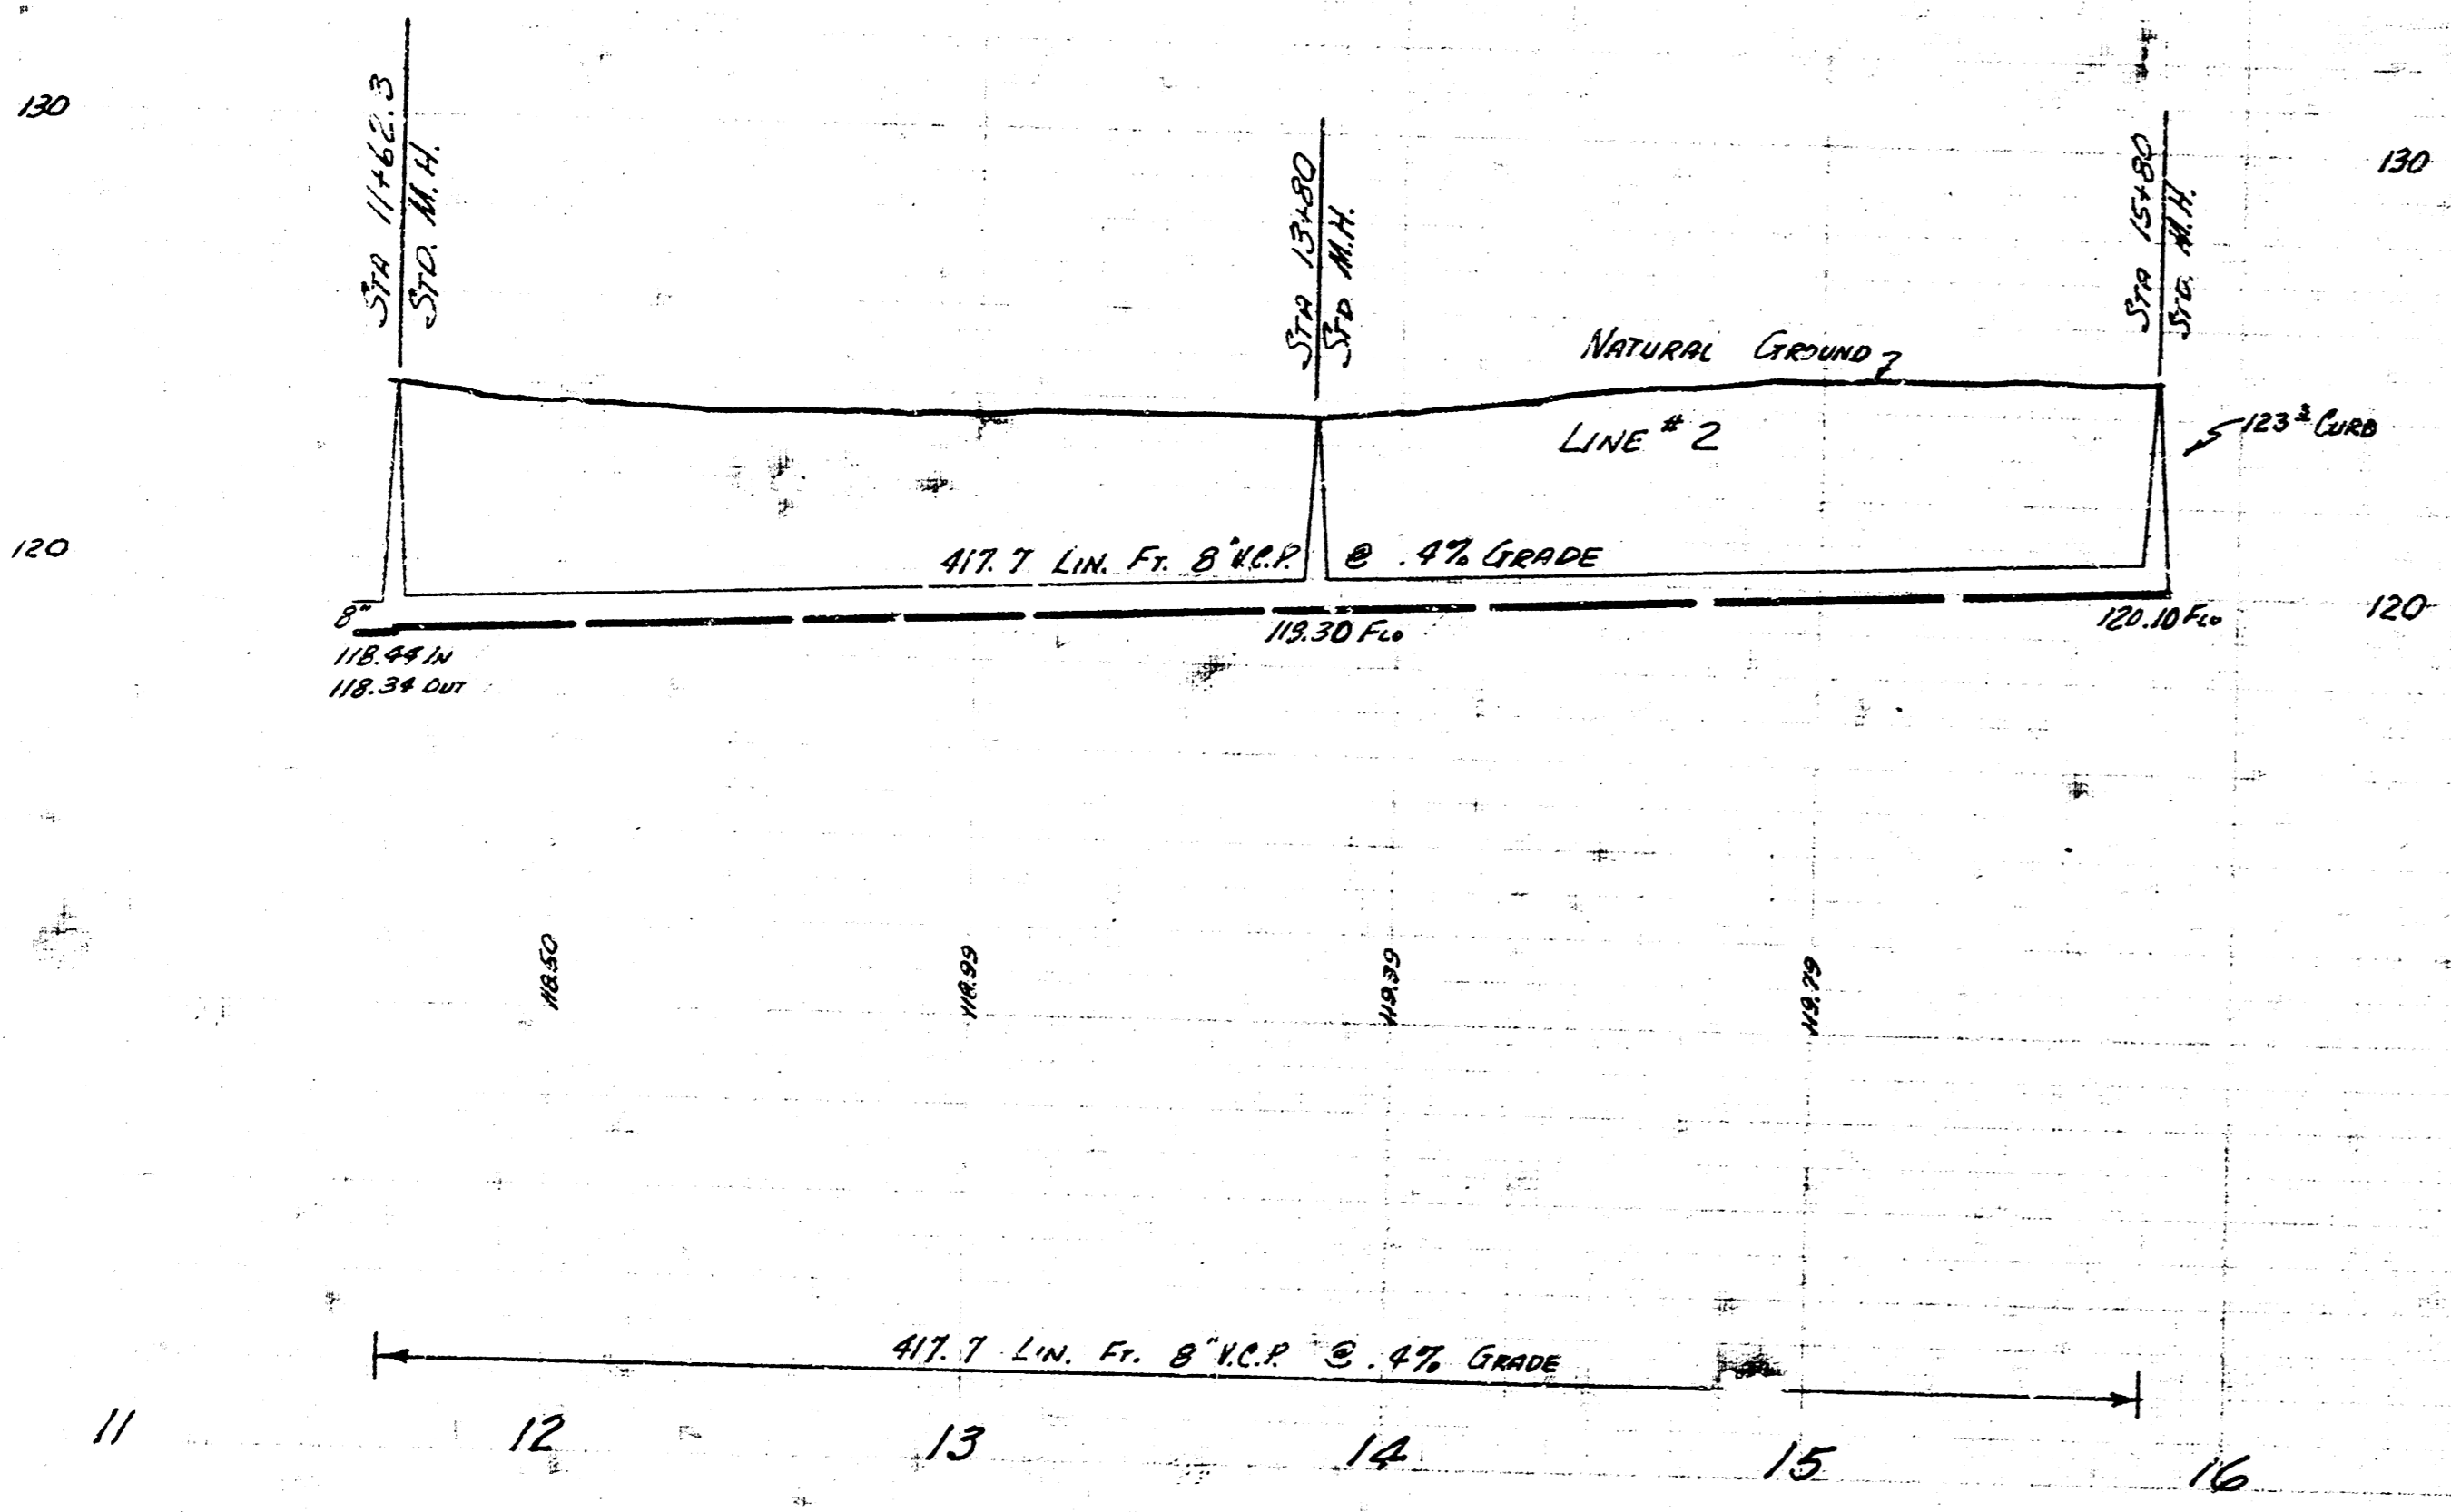 130
130
STA 11+62.3
STD. M.H.
STA 13+80
STD M.H.
STA 15+80
STD. M.H.
NATURAL GROUND
LINE # 2
123³ CURB
120
417.7 LIN. FT. 8" V.C.P. @ .4% GRADE
120
8"
118.44 IN
118.34 OUT
119.30 FLO
120.10 FLO
118.50
118.99
119.39
119.79
417.7 LIN. FT. 8" V.C.P. @ .4% GRADE
11 12 13 14 15 16